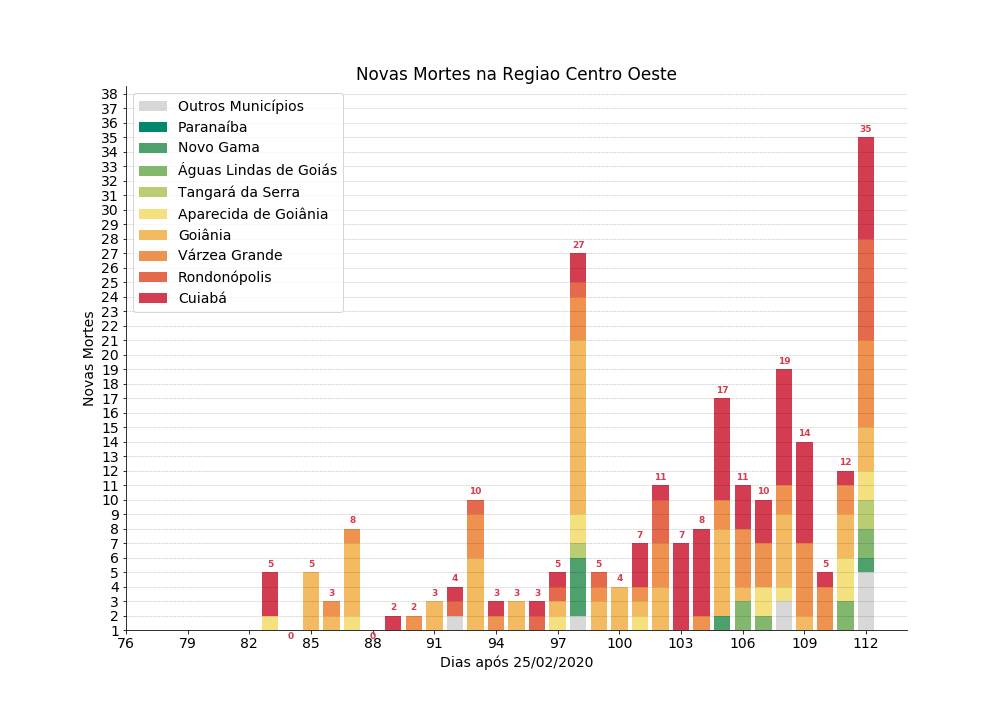 Novas Mortes na Regiao Centro Oeste
Outros Municípios
Paranaíba
Novo Gama
Águas Lindas de Goiás
Tangará da Serra
Aparecida de Goiânia
Goiânia
Várzea Grande
Rondonópolis
Cuiabá
Novas Mortes
38
37
36
35
34
33
32
31
30
29
28
27
26
25
24
23
22
21
20
19
18
17
16
15
14
13
12
11
10
9
8
7
6
5
4
3
2
1
5 0 5 3 8 0 2 2 3 4 10 3 3 3 5 27 5 4 7 11 7 8 17 11 10 19 14 5 12 35
76 79 82 85 88 91 94 97 100 103 106 109 112
Dias após 25/02/2020